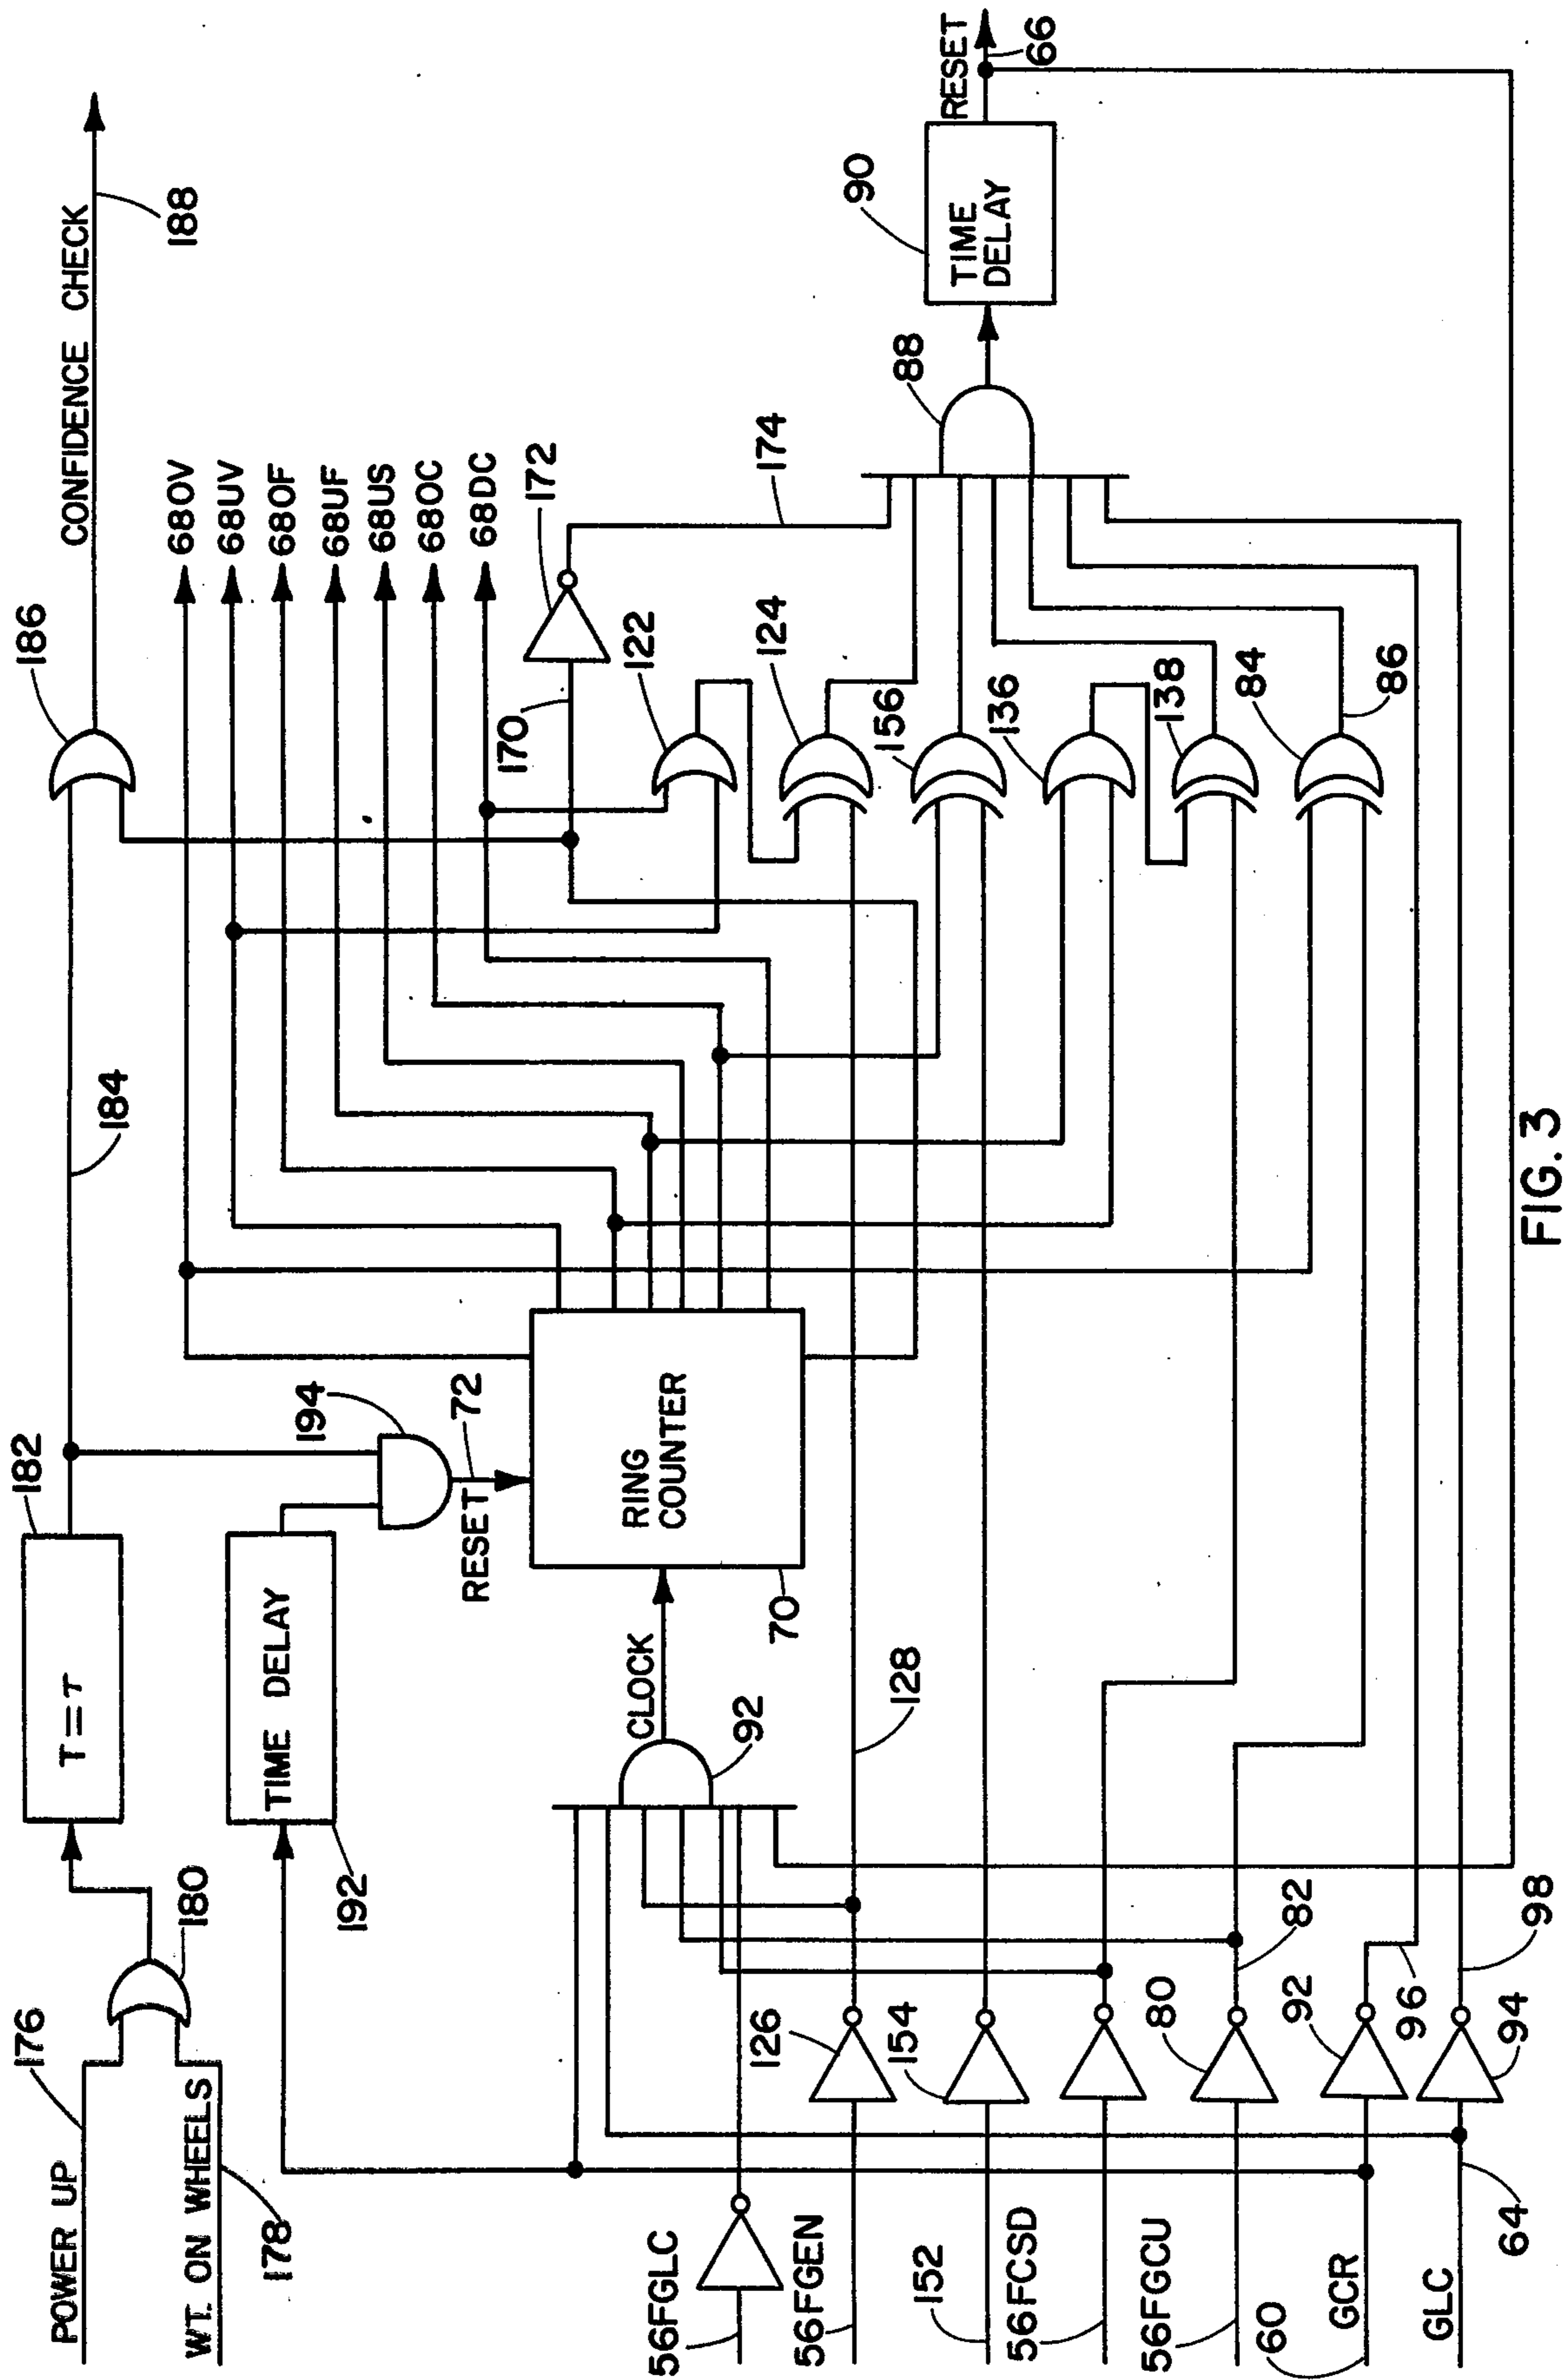 POWER UP
176
WT. ON WHEELS
178
180
182
T=τ
184
186
CONFIDENCE CHECK
188
192
TIME DELAY
194
RESET
72
68OV
68UV
68OF
68UF
68US
68OC
68DC
CLOCK
92
RING
COUNTER
70
170
172
174
122
124
156
136
138
84
86
88
90
TIME
DELAY
RESET
66
56FGLC
56FGEN
126
128
152
154
56FCSD
56FGCU
80
82
60
GCR
92
96
GLC
64
94
98
FIG. 3